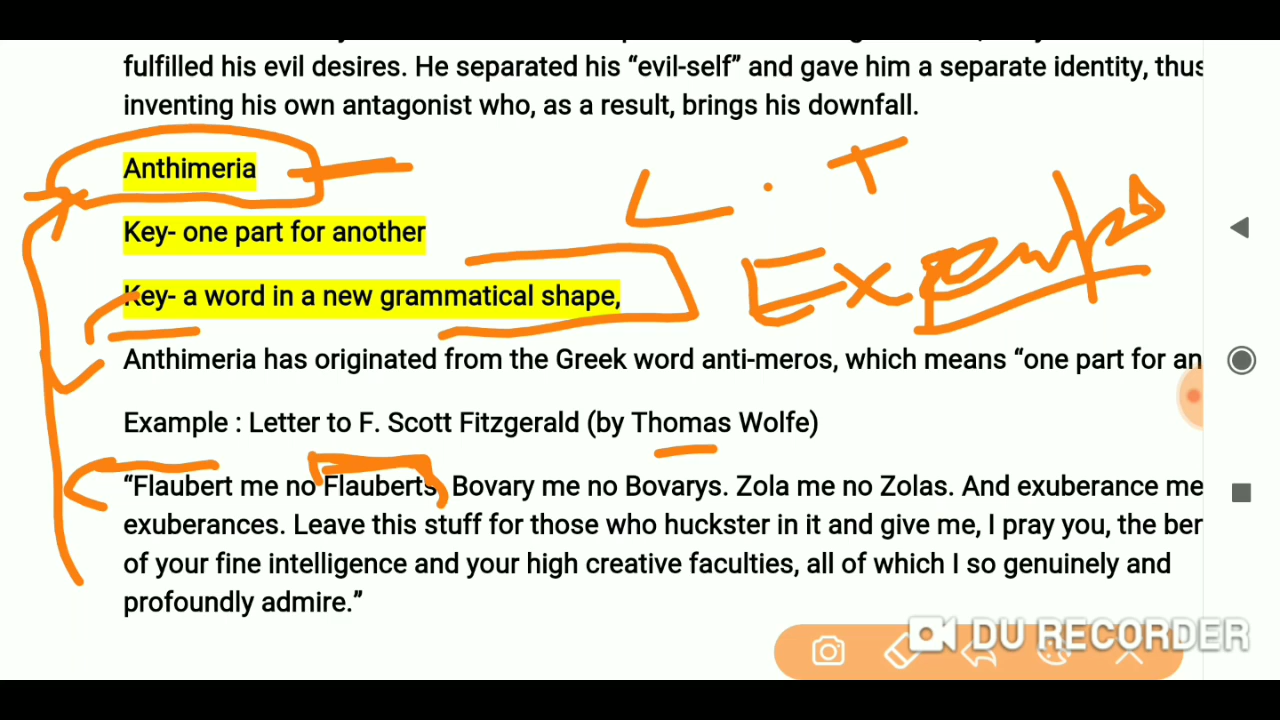 fulfilled his evil desires. He separated his “evil-self” and gave him a separate identity, thus
inventing his own antagonist who, as a result, brings his downfall.
Anthimeria
L . T
Key- one part for another
Key- a word in a new grammatical shape,
Anthimeria has originated from the Greek word anti-meros, which means “one part for an
Example : Letter to F. Scott Fitzgerald (by Thomas Wolfe)
“Flaubert me no Flauberts. Bovary me no Bovarys. Zola me no Zolas. And exuberance me
exuberances. Leave this stuff for those who huckster in it and give me, I pray you, the ber
of your fine intelligence and your high creative faculties, all of which I so genuinely and
profoundly admire.”
DU RECORDER